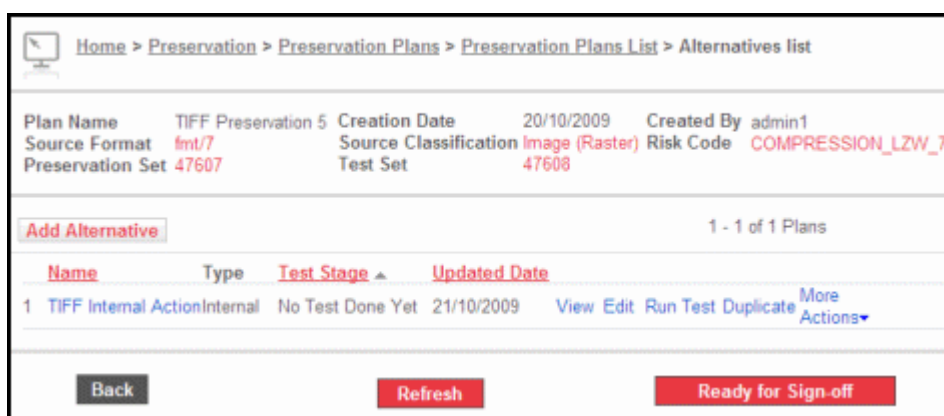 Home > Preservation > Preservation Plans > Preservation Plans List > Alternatives list
Plan Name TIFF Preservation 5 Creation Date 20/10/2009 Created By admin1
Source Format fmt/7 Source Classification Image (Raster) Risk Code COMPRESSION_LZW_7
Preservation Set 47607 Test Set 47608
Add Alternative 1 - 1 of 1 Plans
Name Type Test Stage Updated Date
1 TIFF Internal Action Internal No Test Done Yet 21/10/2009 View Edit Run Test Duplicate More Actions
Back Refresh Ready for Sign-off